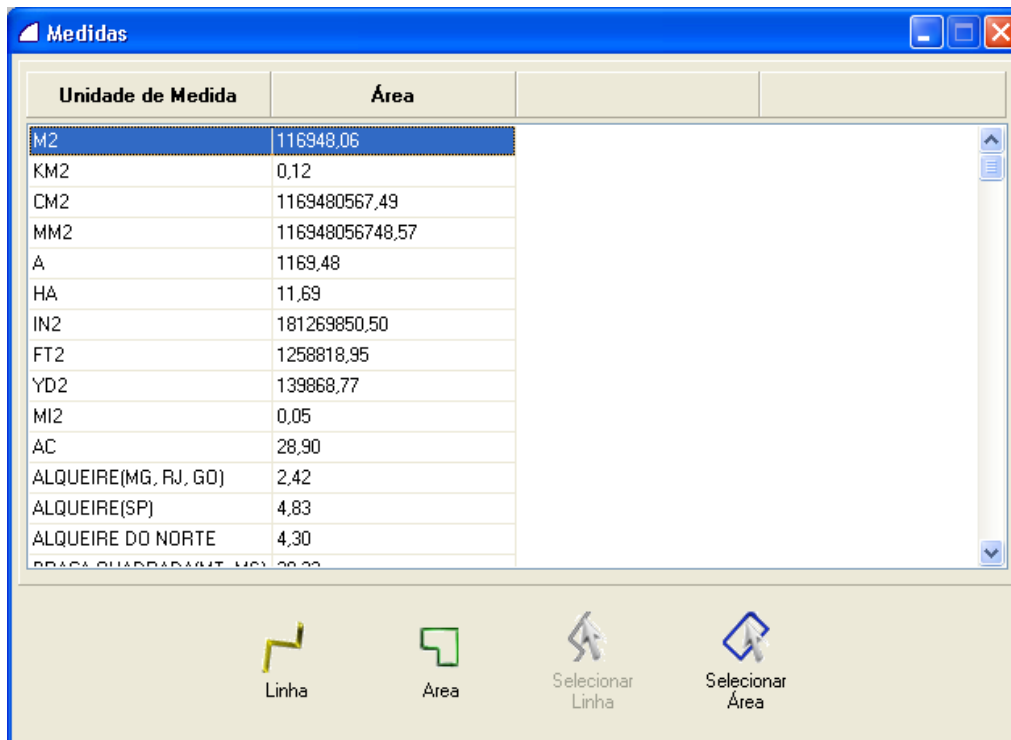 Medidas
Unidade de Medida Área
M2 116948,06
KM2 0,12
CM2 1169480567,49
MM2 116948056748,57
A 1169,48
HA 11,69
IN2 181269850,50
FT2 1258818,95
YD2 139868,77
MI2 0,05
AC 28,90
ALQUEIRE(MG, RJ, GO) 2,42
ALQUEIRE(SP) 4,83
ALQUEIRE DO NORTE 4,30
Linha Area Selecionar Linha Selecionar Área